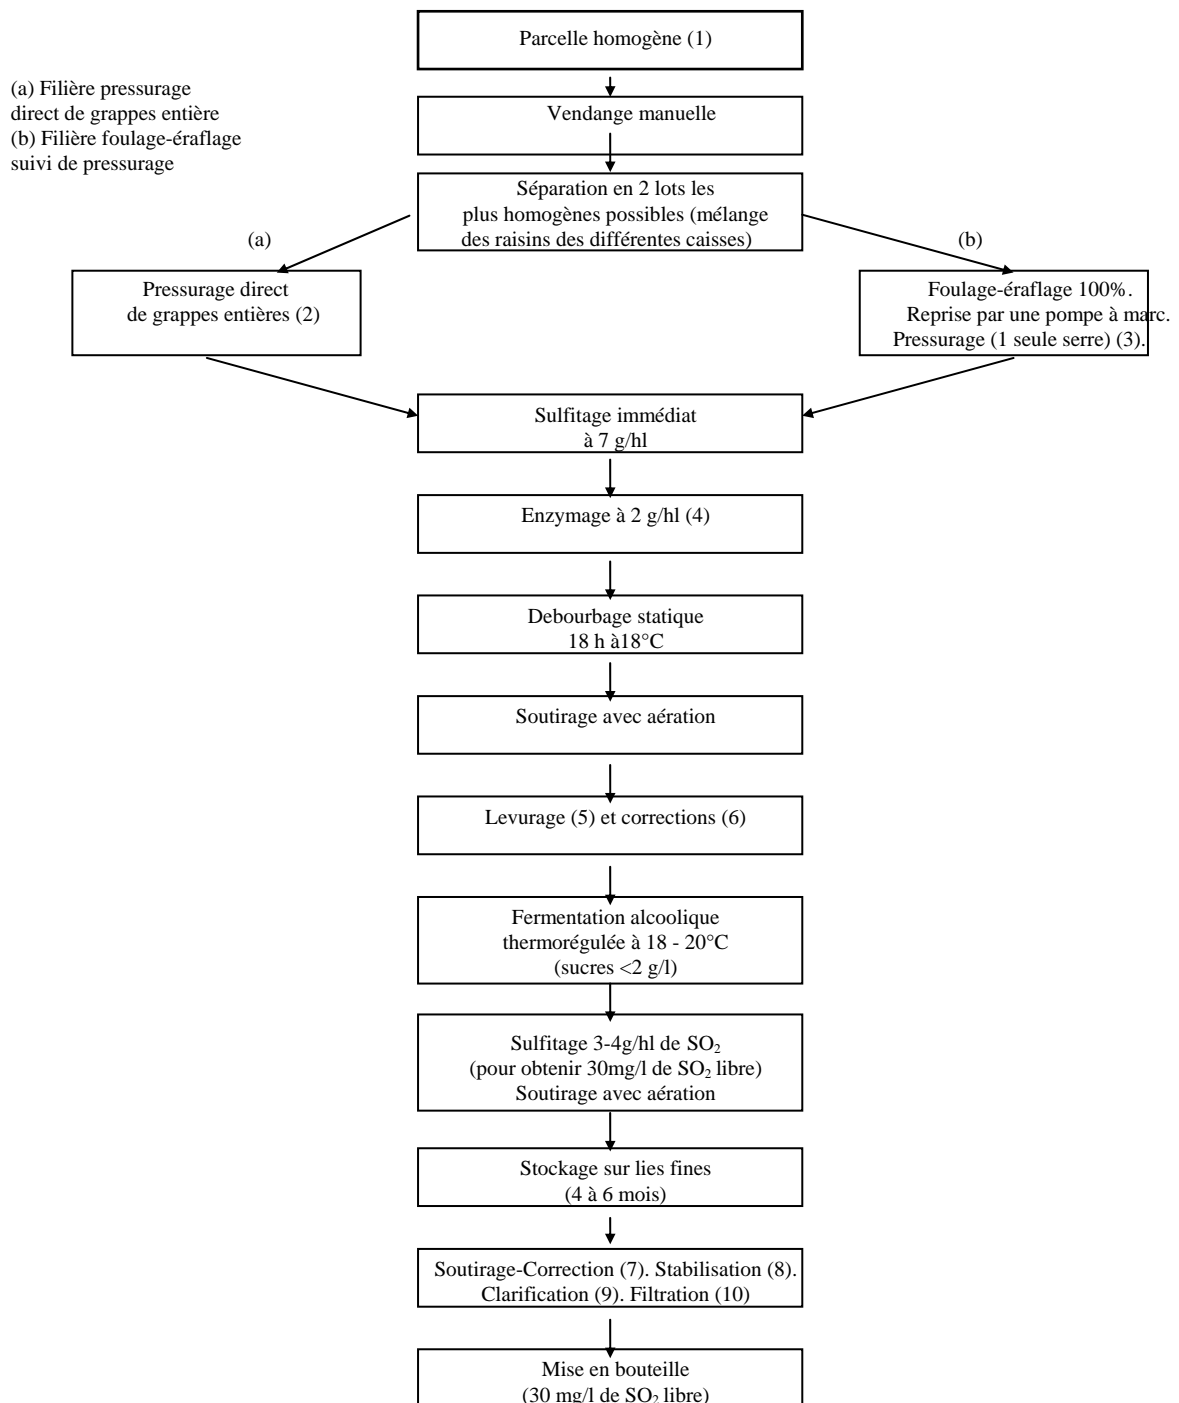 Parcelle homogène (1)
(a) Filière pressurage
direct de grappes entière
(b) Filière foulage-éraflage
suivi de pressurage
Vendange manuelle
Séparation en 2 lots les
plus homogènes possibles (mélange
des raisins des différentes caisses)
(a)
(b)
Pressurage direct
de grappes entières (2)
Foulage-éraflage 100%.
Reprise par une pompe à marc.
Pressurage (1 seule serre) (3).
Sulfitage immédiat
à 7 g/hl
Enzymage à 2 g/hl (4)
Debourbage statique
18 h à18°C
Soutirage avec aération
Levurage (5) et corrections (6)
Fermentation alcoolique
thermorégulée à 18 - 20°C
(sucres <2 g/l)
Sulfitage 3-4g/hl de SO₂
(pour obtenir 30mg/l de SO₂ libre)
Soutirage avec aération
Stockage sur lies fines
(4 à 6 mois)
Soutirage-Correction (7). Stabilisation (8).
Clarification (9). Filtration (10)
Mise en bouteille
(30 mg/l de SO₂ libre)